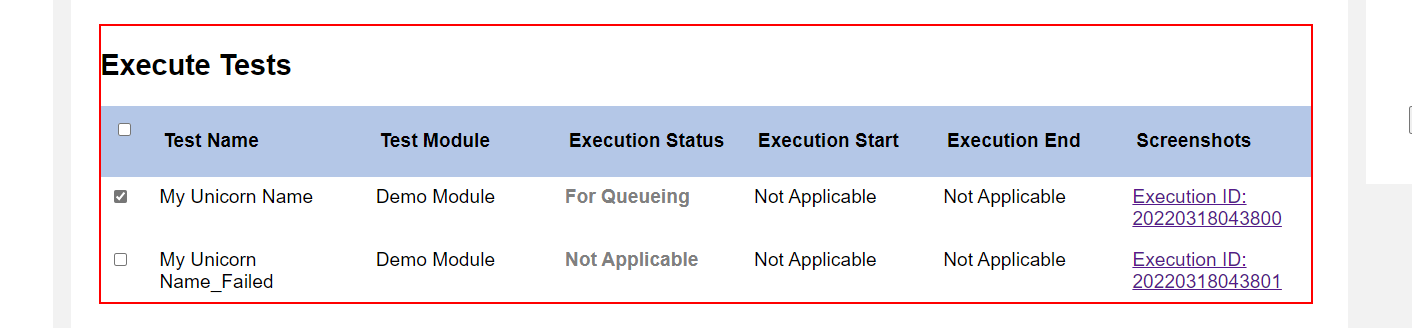 Execute Tests
Test Name Test Module Execution Status Execution Start Execution End Screenshots
My Unicorn Name Demo Module For Queueing Not Applicable Not Applicable Execution ID:
20220318043800
My Unicorn Demo Module Not Applicable Not Applicable Not Applicable Execution ID:
Name_Failed 20220318043801